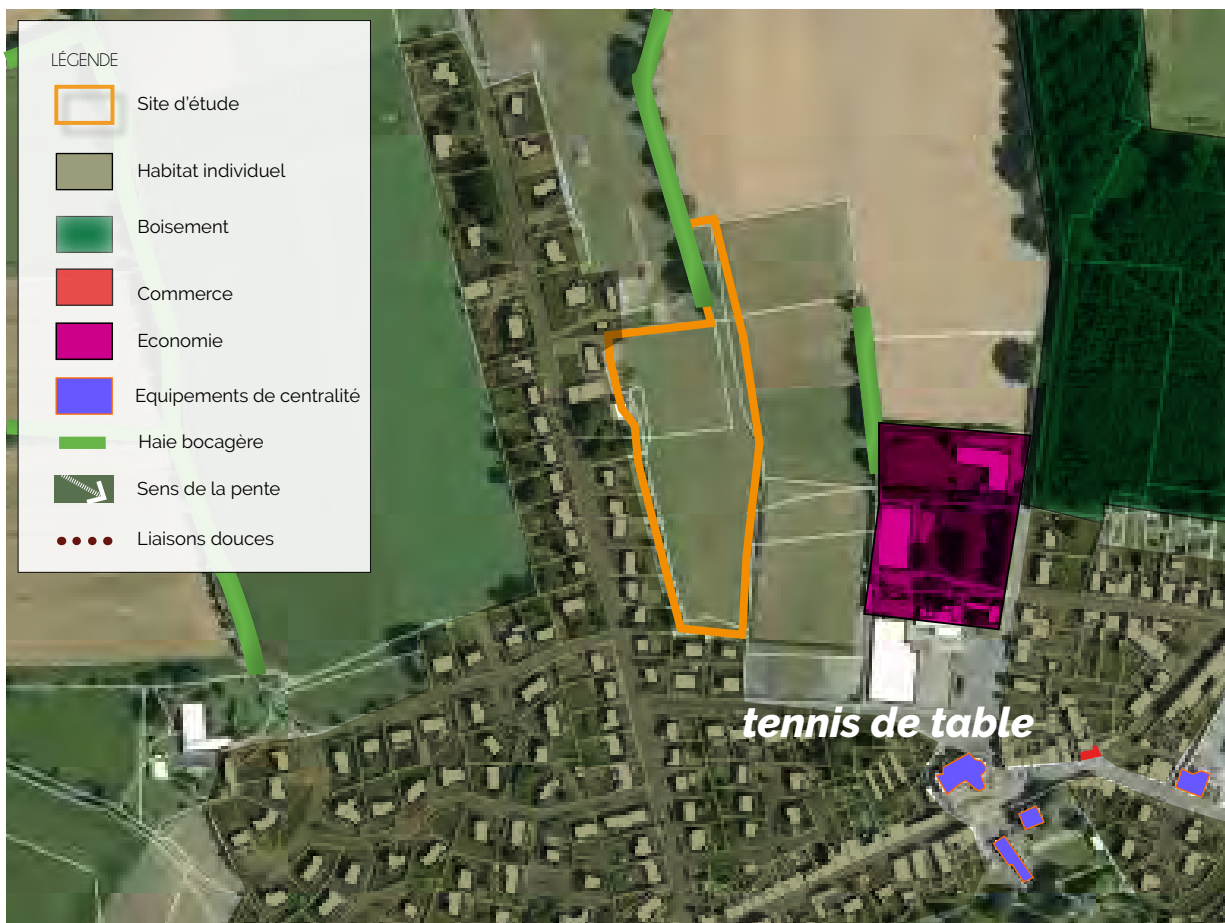 LÉGENDE
Site d'étude
Habitat individuel
Boisement
Commerce
Economie
Equipements de centralité
Haie bocagère
Sens de la pente
Liaisons douces
tennis de table